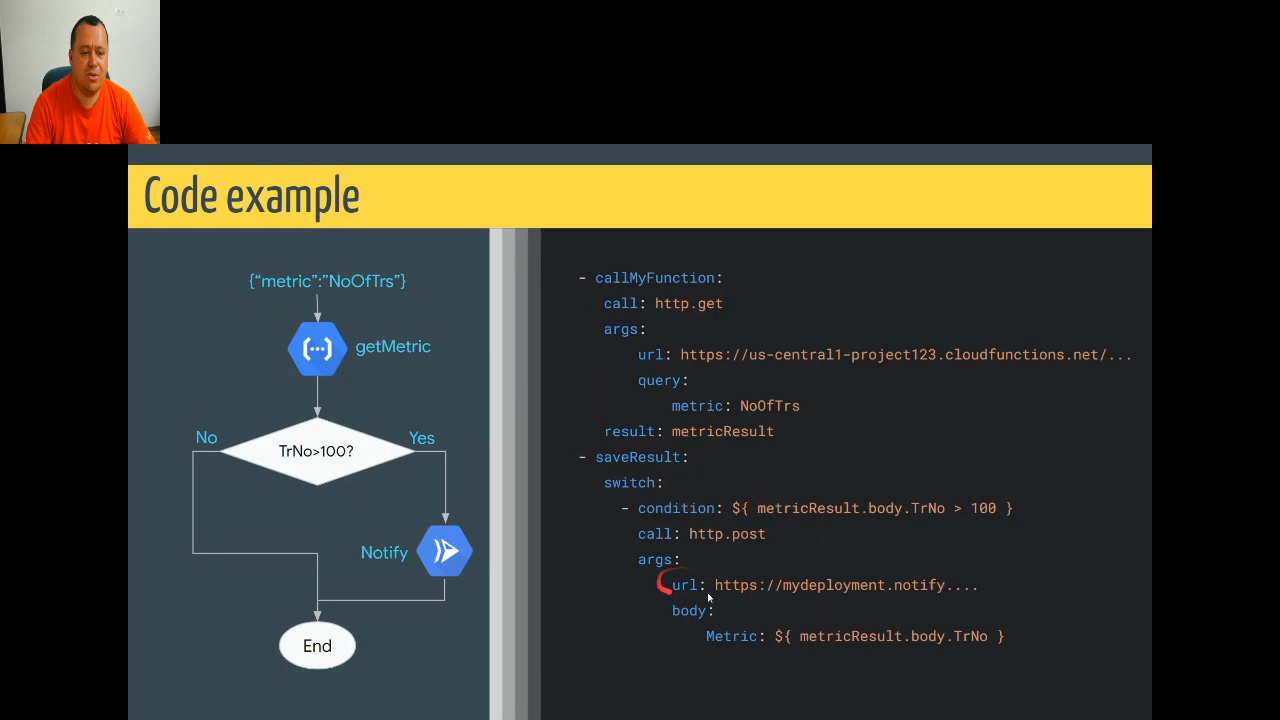 Code example
{“metric”:”NoOfTrs”}
getMetric
No
Yes
TrNo>100?
Notify
End
- callMyFunction:
call: http.get
args:
url: https://us-central1-project123.cloudfunctions.net/...
query:
metric: NoOfTrs
result: metricResult
- saveResult:
switch:
- condition: ${ metricResult.body.TrNo > 100 }
call: http.post
args:
url: https://mydeployment.notify....
body:
Metric: ${ metricResult.body.TrNo }